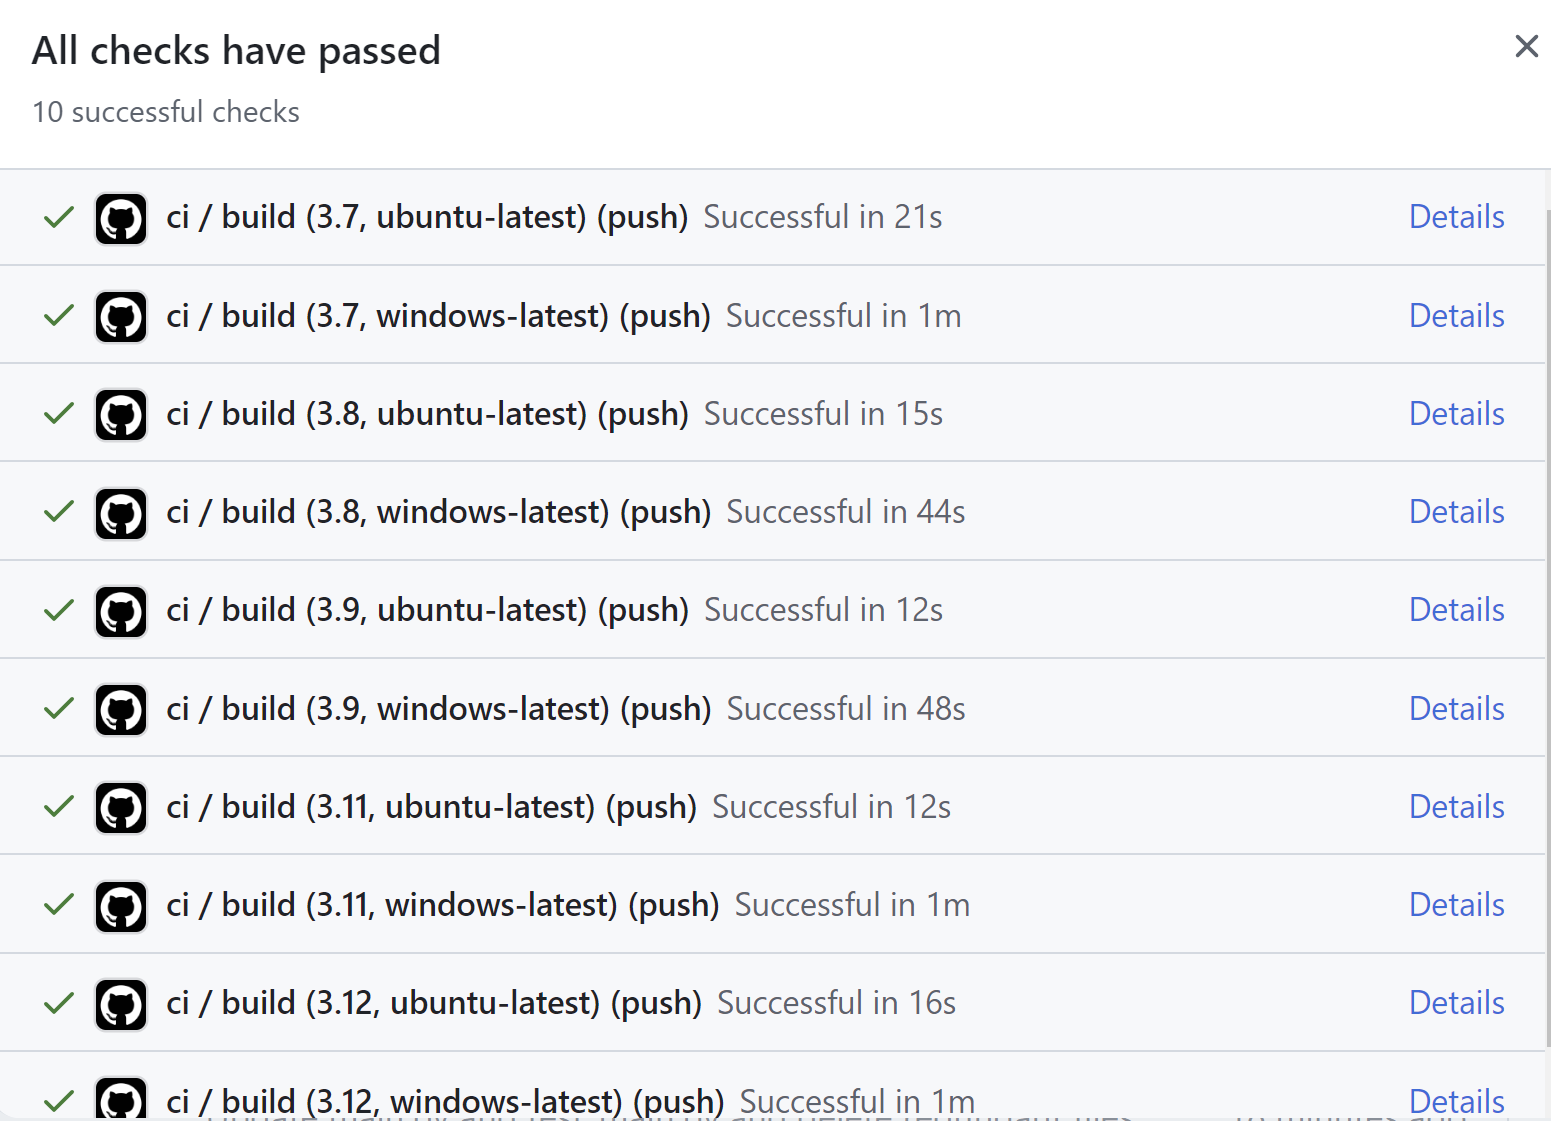 All checks have passed
10 successful checks
ci / build (3.7, ubuntu-latest) (push) Successful in 21s Details
ci / build (3.7, windows-latest) (push) Successful in 1m Details
ci / build (3.8, ubuntu-latest) (push) Successful in 15s Details
ci / build (3.8, windows-latest) (push) Successful in 44s Details
ci / build (3.9, ubuntu-latest) (push) Successful in 12s Details
ci / build (3.9, windows-latest) (push) Successful in 48s Details
ci / build (3.11, ubuntu-latest) (push) Successful in 12s Details
ci / build (3.11, windows-latest) (push) Successful in 1m Details
ci / build (3.12, ubuntu-latest) (push) Successful in 16s Details
ci / build (3.12, windows-latest) (push) Successful in 1m Details